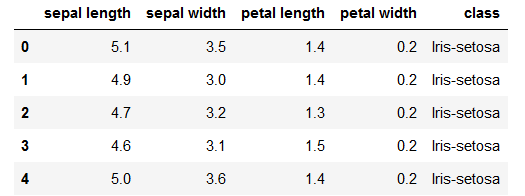 sepal length sepal width petal length petal width class
0 5.1 3.5 1.4 0.2 Iris-setosa
1 4.9 3.0 1.4 0.2 Iris-setosa
2 4.7 3.2 1.3 0.2 Iris-setosa
3 4.6 3.1 1.5 0.2 Iris-setosa
4 5.0 3.6 1.4 0.2 Iris-setosa